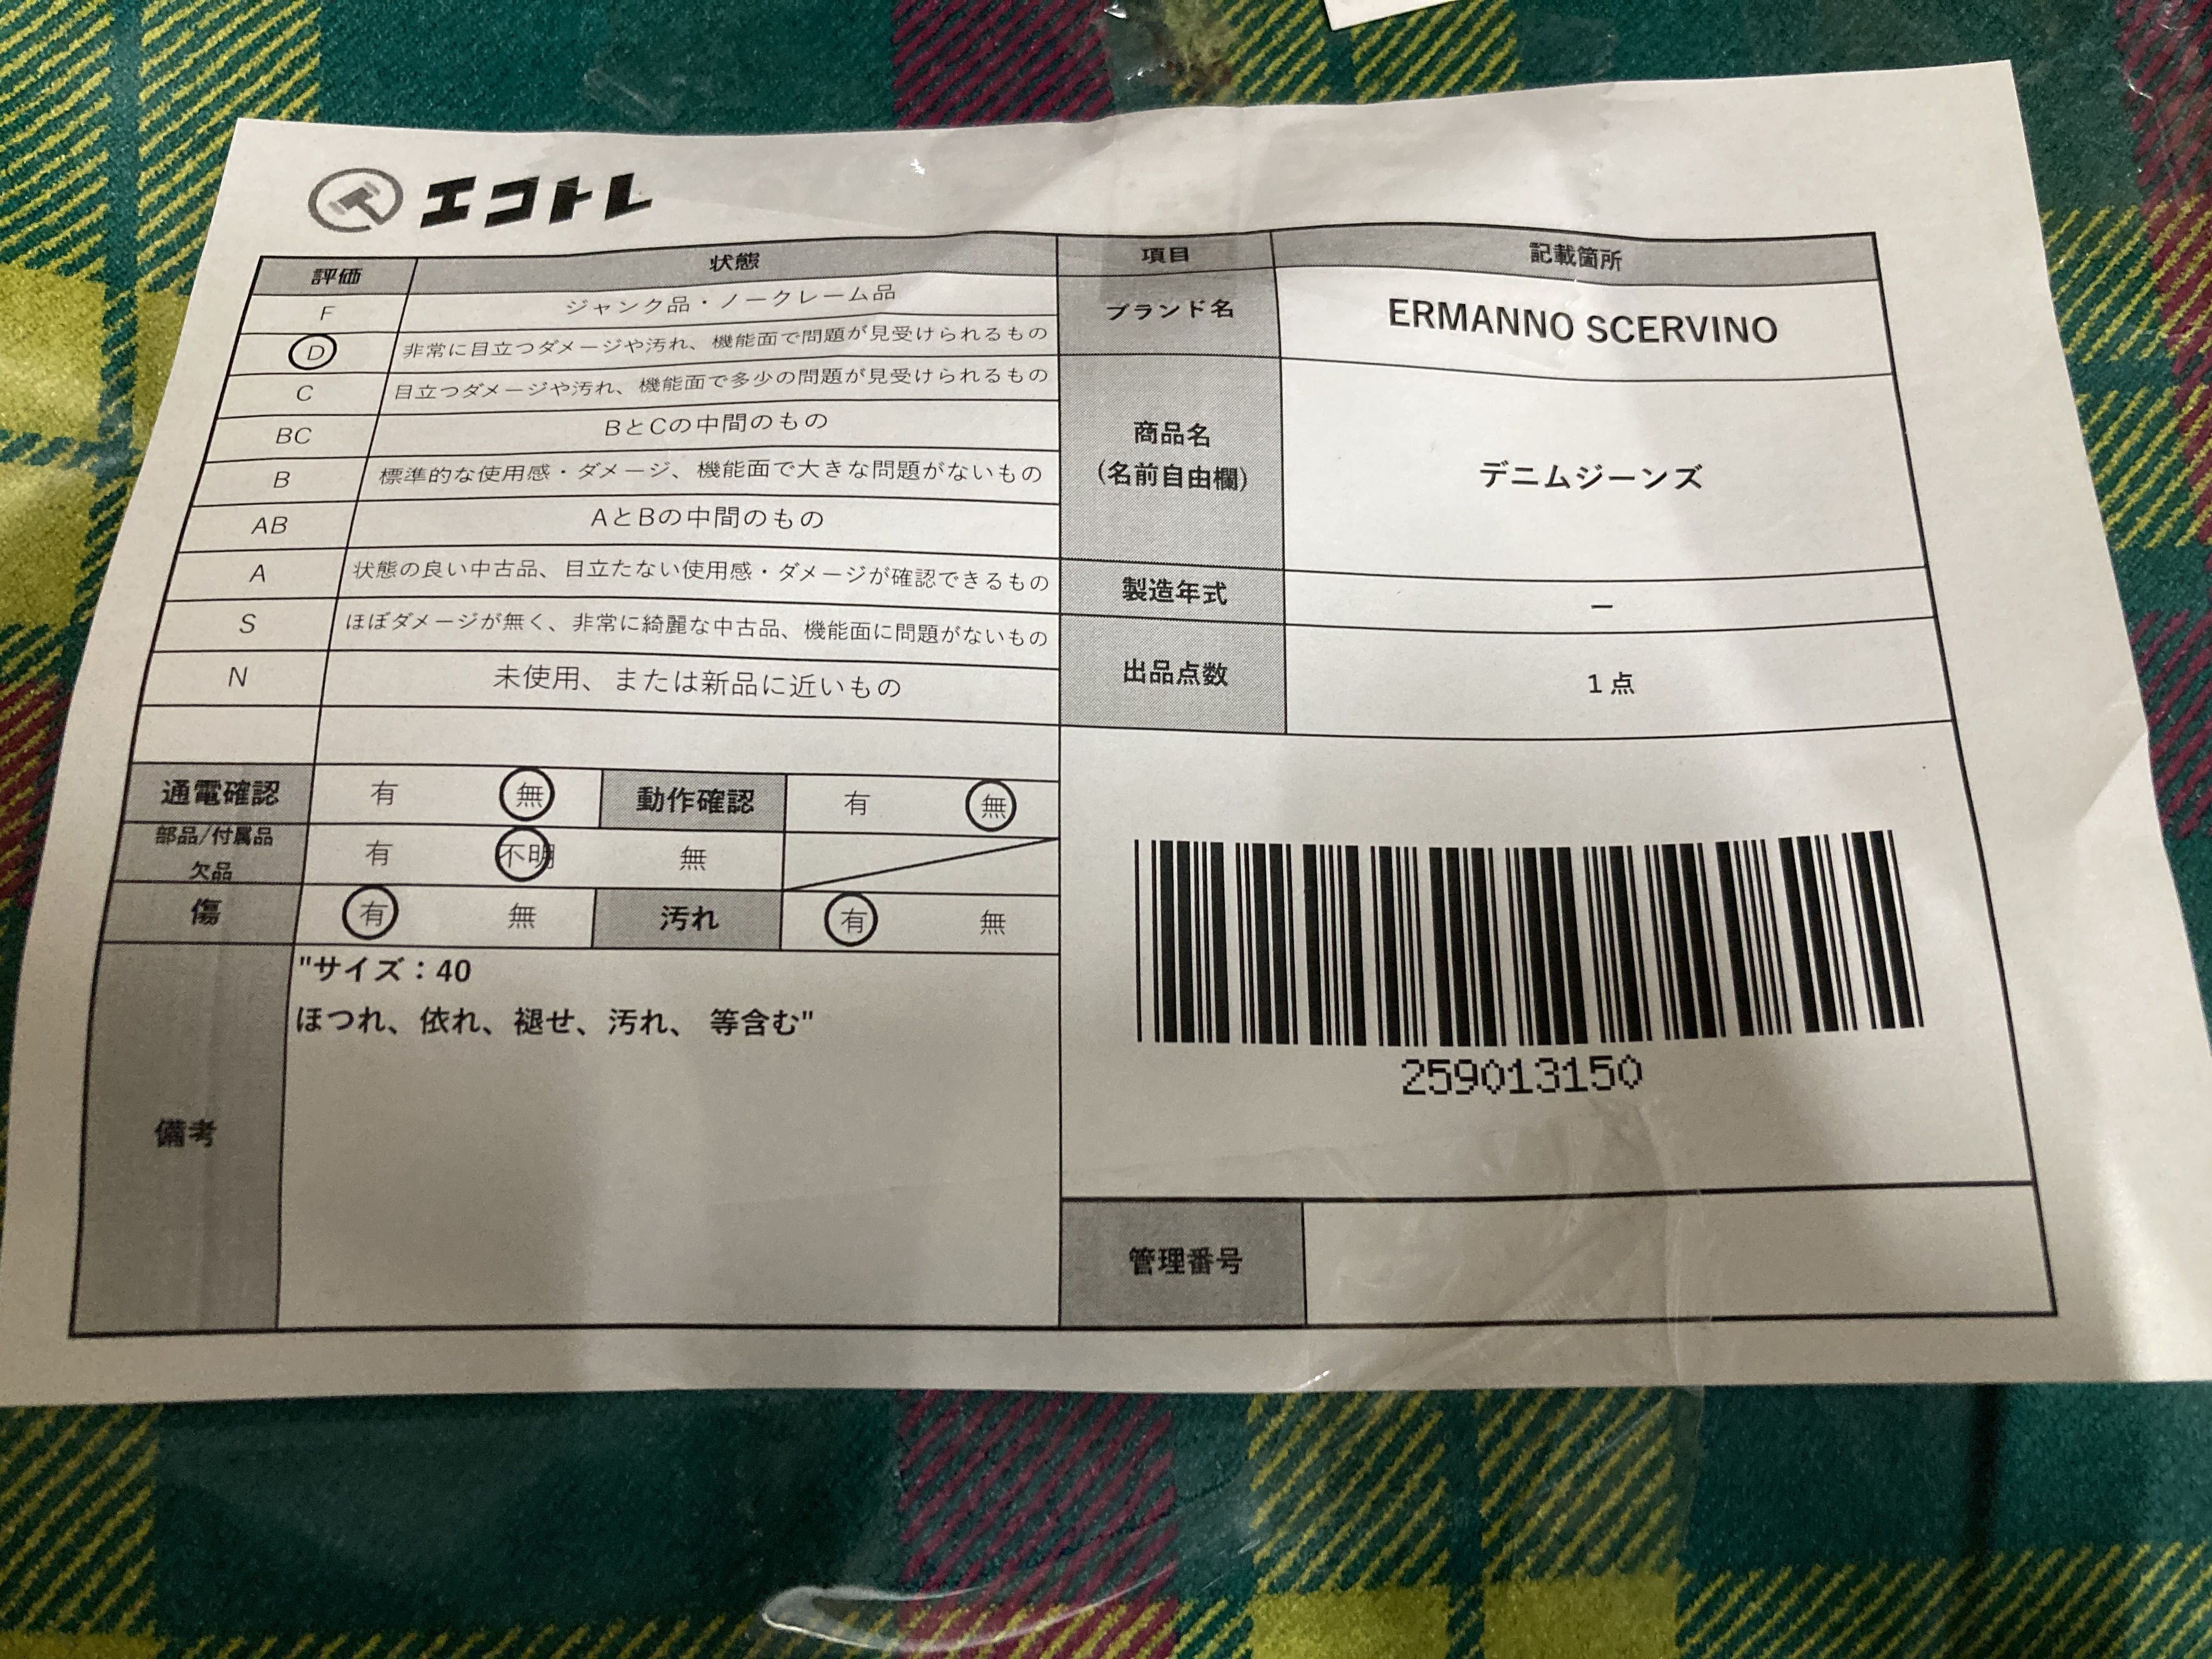 エコトレ
評価 状態
F ジャンク品・ノークレーム品
D 非常に目立つダメージや汚れ、機能面で問題が見受けられるもの
C 目立つダメージや汚れ、機能面で多少の問題が見受けられるもの
BC BとCの中間のもの
B 標準的な使用感・ダメージ、機能面で大きな問題がないもの
AB AとBの中間のもの
A 状態の良い中古品、目立たない使用感・ダメージが確認できるもの
S ほぼダメージが無く、非常に綺麗な中古品、機能面に問題がないもの
N 未使用、または新品に近いもの
通電確認 有 無 動作確認 有 無
部品/付属品
欠品 有 不明 無
傷 有 無 汚れ 有 無
備考
"サイズ：40
ほつれ、依れ、褪せ、汚れ、 等含む"
項目 記載箇所
ブランド名 ERMANNO SCERVINO
商品名
(名前自由欄) デニムジーンズ
製造年式 ー
出品点数 1点
259013150
管理番号